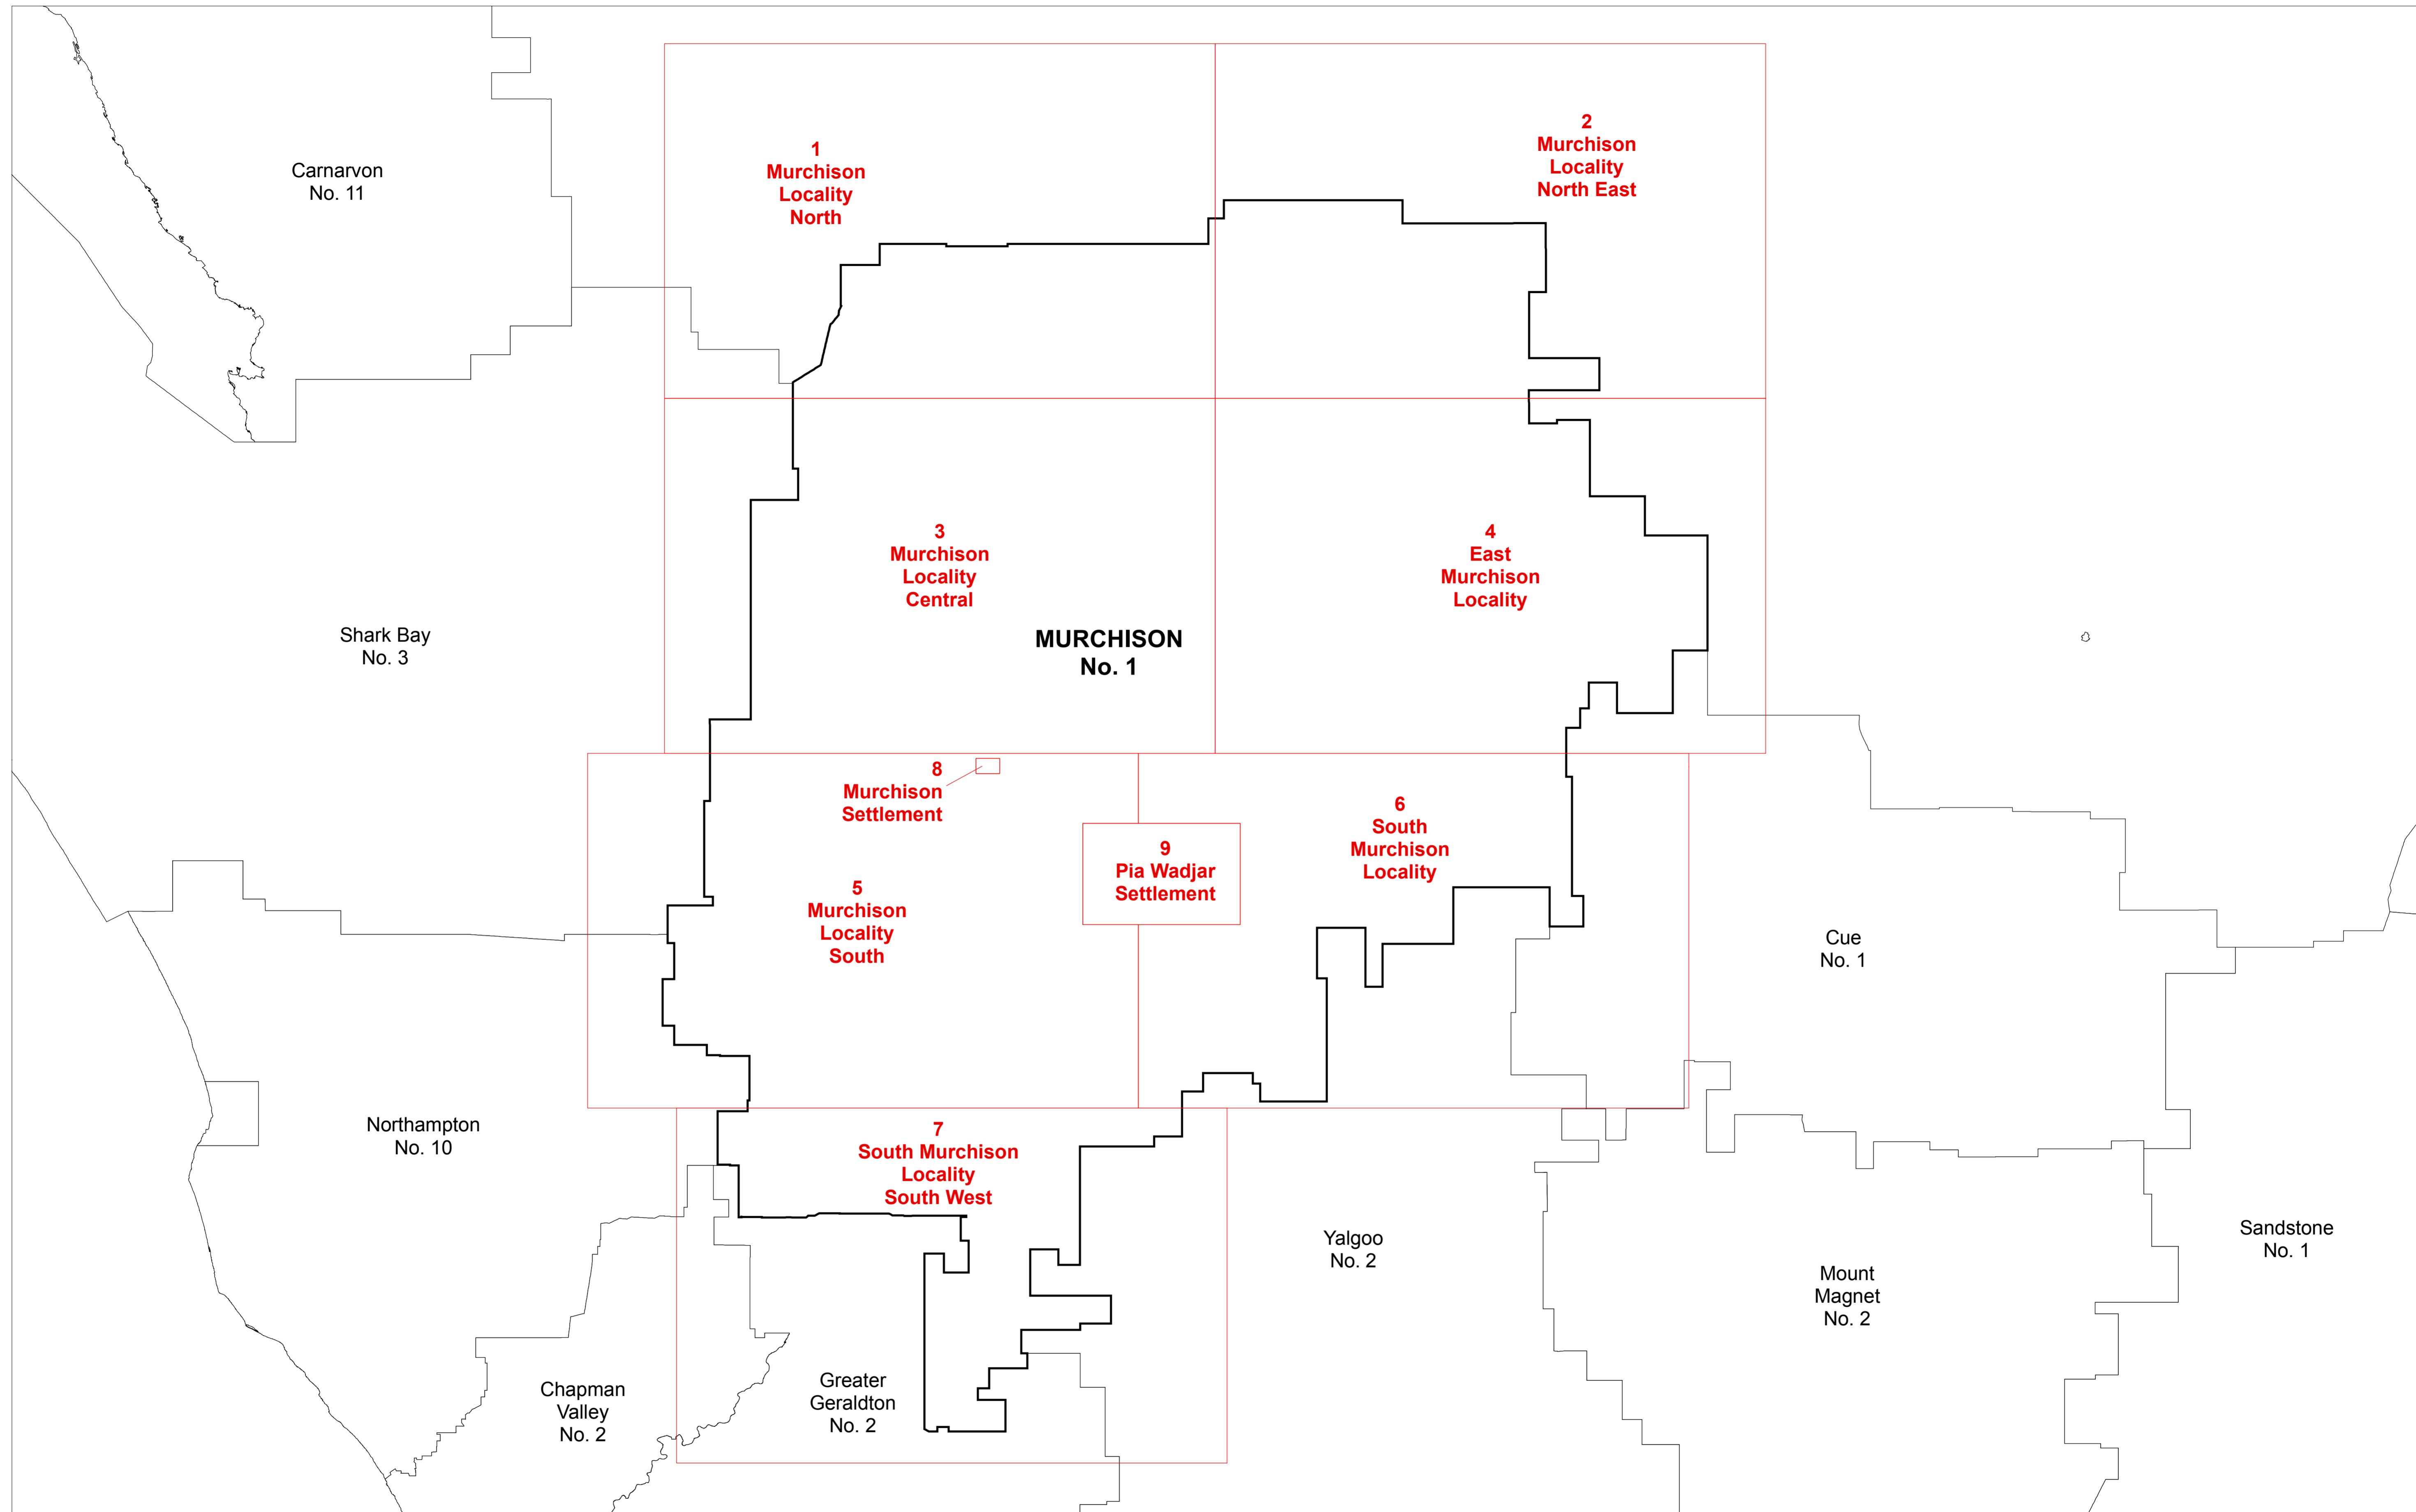 Carnarvon
No. 11
1
Murchison
Locality
North
2
Murchison
Locality
North East
Shark Bay
No. 3
3
Murchison
Locality
Central
4
East
Murchison
Locality
MURCHISON
No. 1
8
Murchison
Settlement
5
Murchison
Locality
South
9
Pia Wadjar
Settlement
6
South
Murchison
Locality
Cue
No. 1
Northampton
No. 10
7
South Murchison
Locality
South West
Yalgoo
No. 2
Sandstone
No. 1
Mount
Magnet
No. 2
Chapman
Valley
No. 2
Greater
Geraldton
No. 2